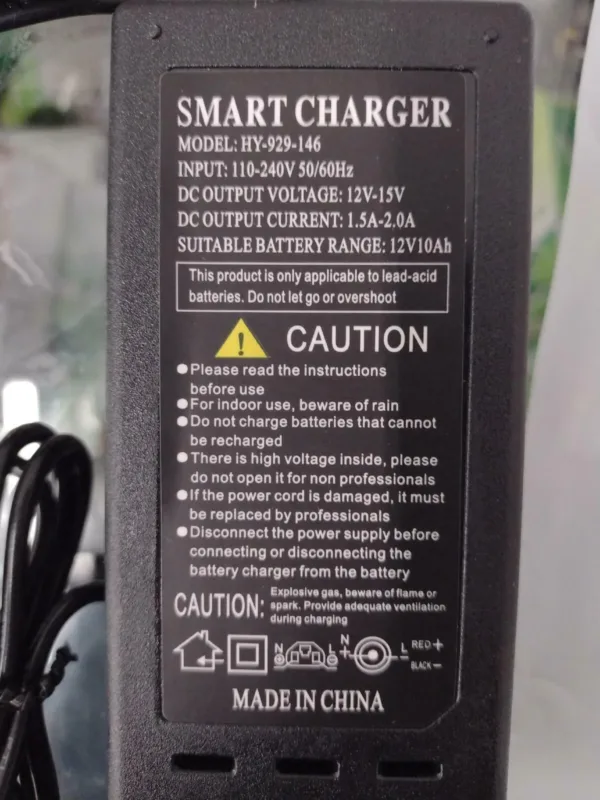 SMART CHARGER
MODEL: HY-929-146
INPUT: 110-240V 50/60Hz
DC OUTPUT VOLTAGE: 12V-15V
DC OUTPUT CURRENT: 1.5A-2.0A
SUITABLE BATTERY RANGE: 12V10Ah
This product is only applicable to lead-acid
batteries. Do not let go or overshoot
! CAUTION
●Please read the instructions
before use
●For indoor use, beware of rain
●Do not charge batteries that cannot
be recharged
●There is high voltage inside, please
do not open it for non professionals
●If the power cord is damaged, it must
be replaced by professionals
●Disconnect the power supply before
connecting or disconnecting the
battery charger from the battery
CAUTION: Explosive gas, beware of flame or
spark. Provide adequate ventilation
during charging
N L N + L - RED+
BLACK-
MADE IN CHINA